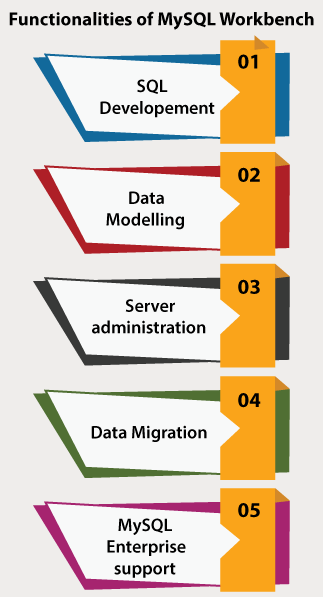 Functionalities of MySQL Workbench
01
SQL
Developement
02
Data
Modelling
03
Server
administration
04
Data Migration
05
MySQL
Enterprise
support